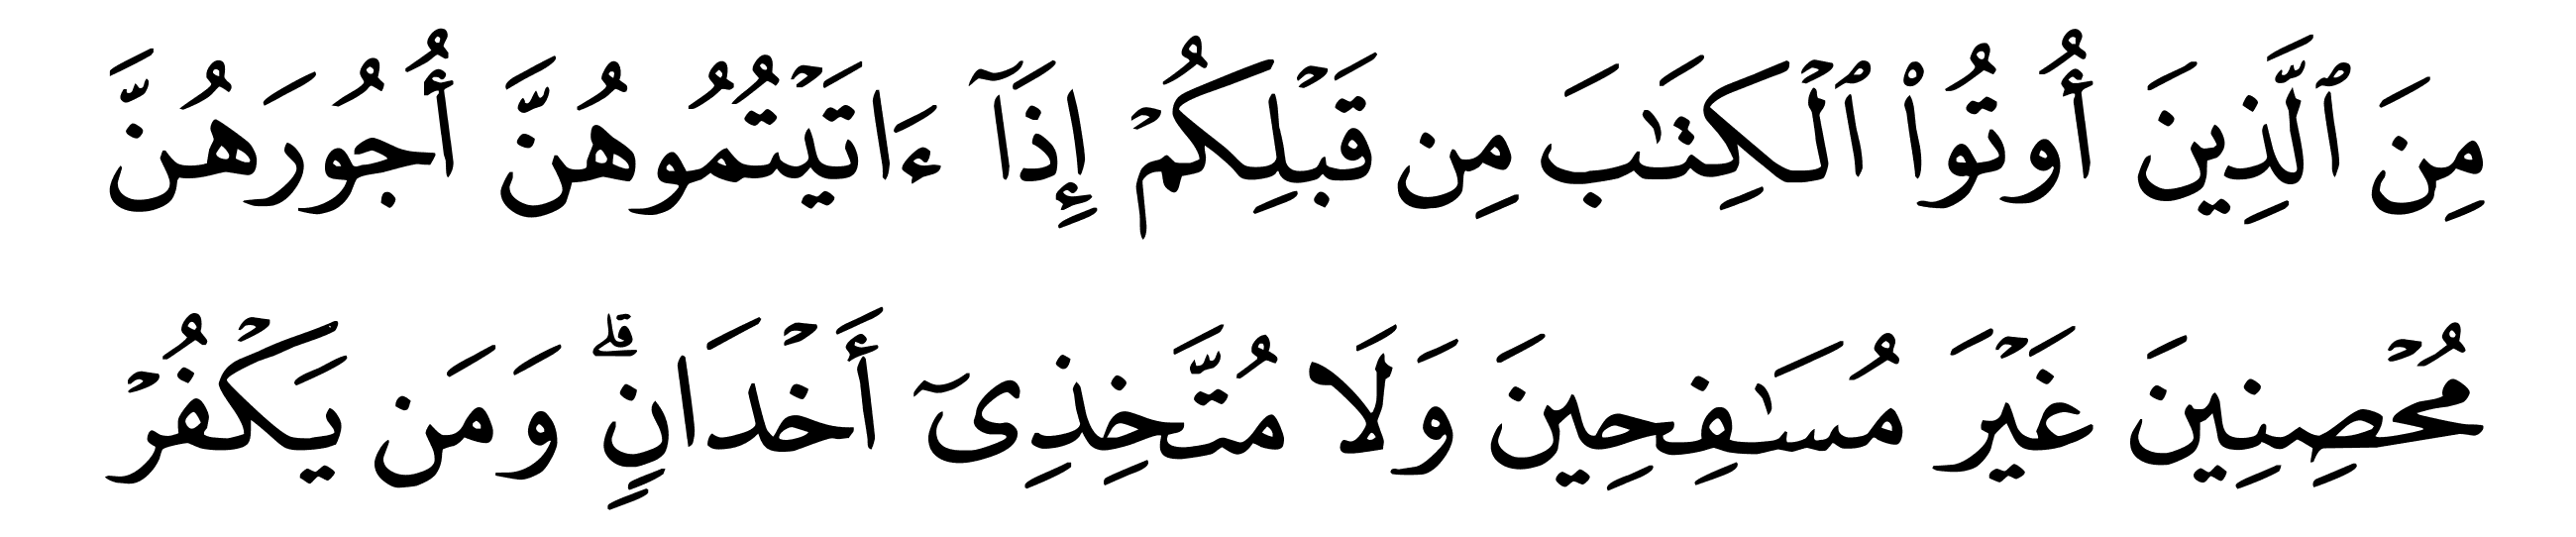 مِنَ ٱلَّذِينَ أُوتُوا۟ ٱلْكِتَـٰبَ مِن قَبْلِكُمْ إِذَآ ءَاتَيْتُمُوهُنَّ أُجُورَهُنَّ
مُحْصِنِينَ غَيْرَ مُسَـٰفِحِينَ وَلَا مُتَّخِذِىٓ أَخْدَانٍۢ ۗ وَمَن يَكْفُرْ